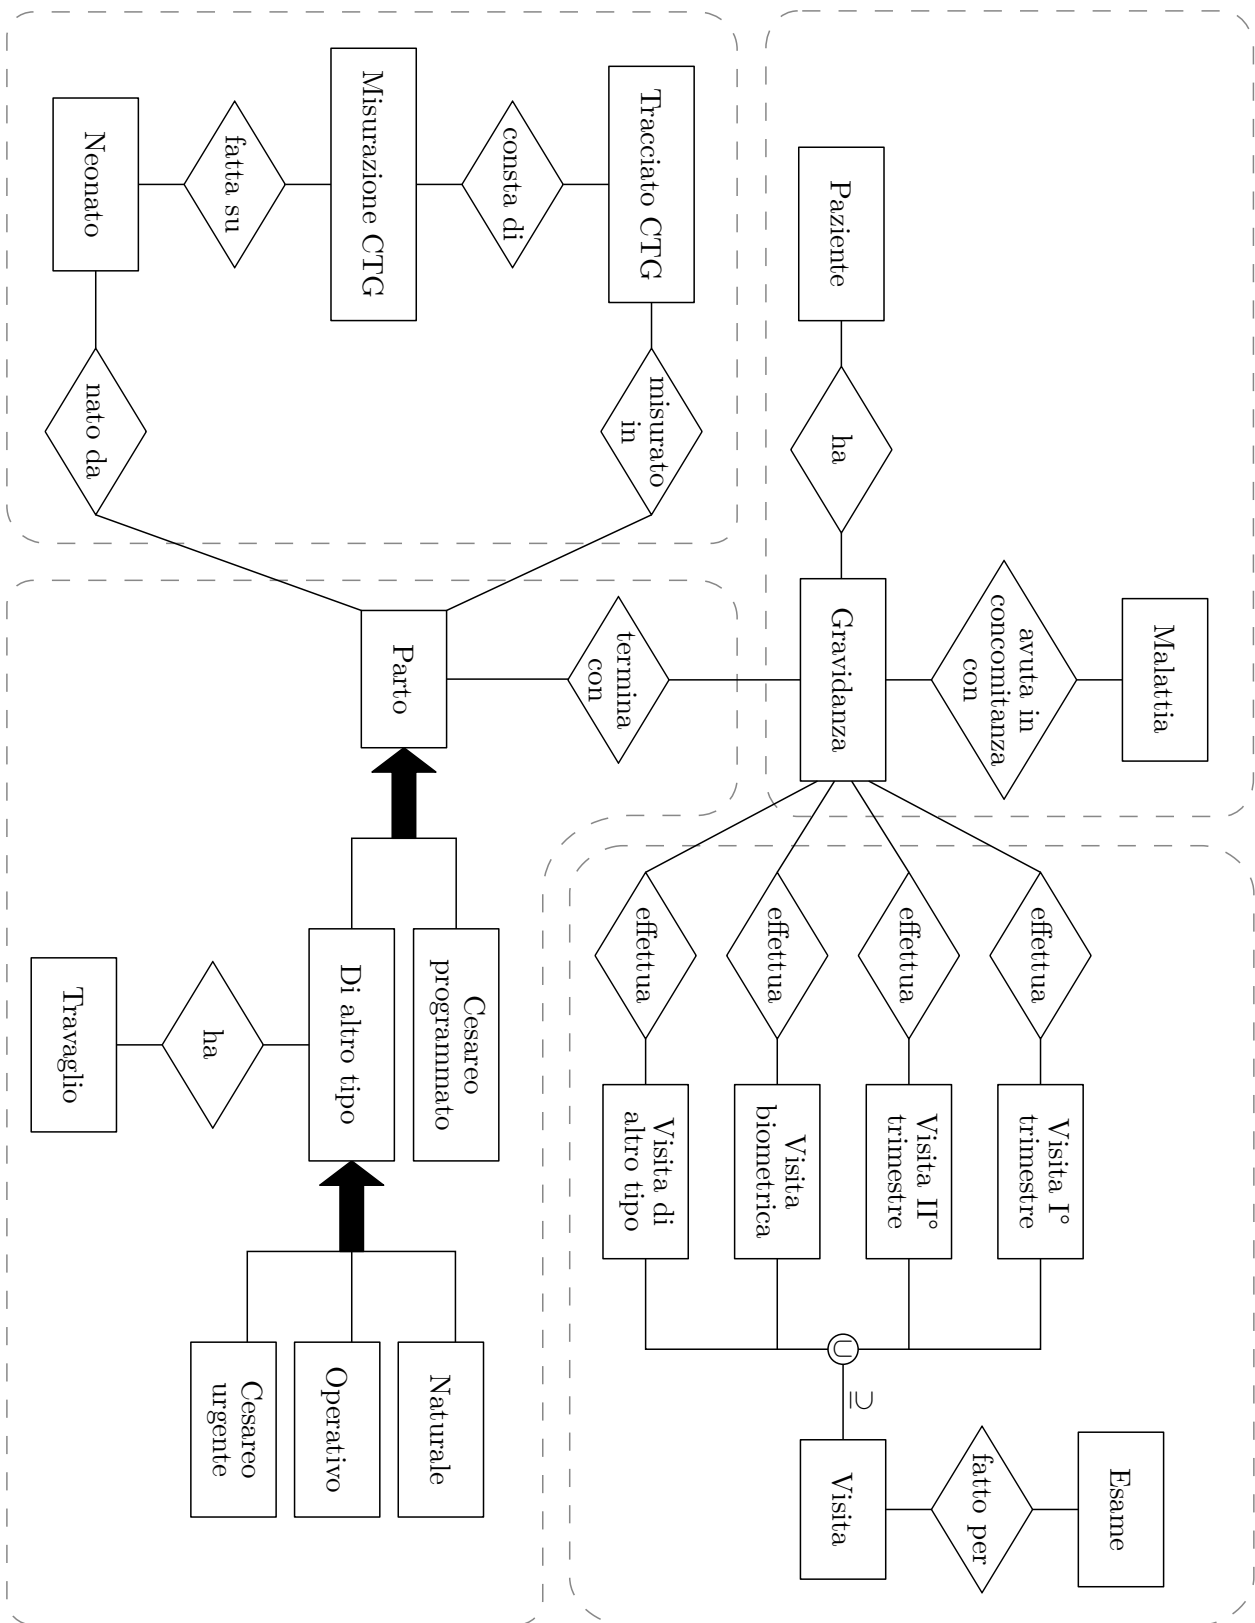 Malattia
Esame
avuta in
concomitanza
con
effettua
Visita I°
trimestre
fatto per
effettua
Visita II°
trimestre
Paziente
ha
Gravidanza
∪
⊇
Visita
effettua
Visita
biometrica
effettua
Visita di
altro tipo
Tracciato CTG
misurato
in
termina
con
consta di
Misurazione CTG
Parto
Cesareo
programmato
Di altro tipo
Naturale
Operativo
Cesareo
urgente
fatta su
ha
Neonato
nato da
Travaglio